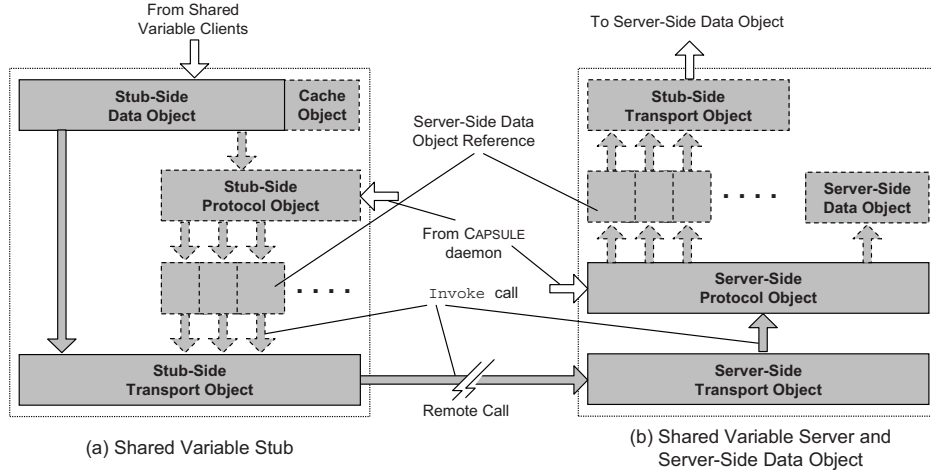 From Shared
Variable Clients
Stub-Side
Data Object
Cache
Object
Stub-Side
Protocol Object
. . . .
Stub-Side
Transport Object
(a) Shared Variable Stub
Server-Side Data
Object Reference
From CAPSULE
daemon
Invoke call
Remote Call
To Server-Side Data Object
Stub-Side
Transport Object
. . . .
Server-Side
Data Object
Server-Side
Protocol Object
Server-Side
Transport Object
(b) Shared Variable Server and
Server-Side Data Object